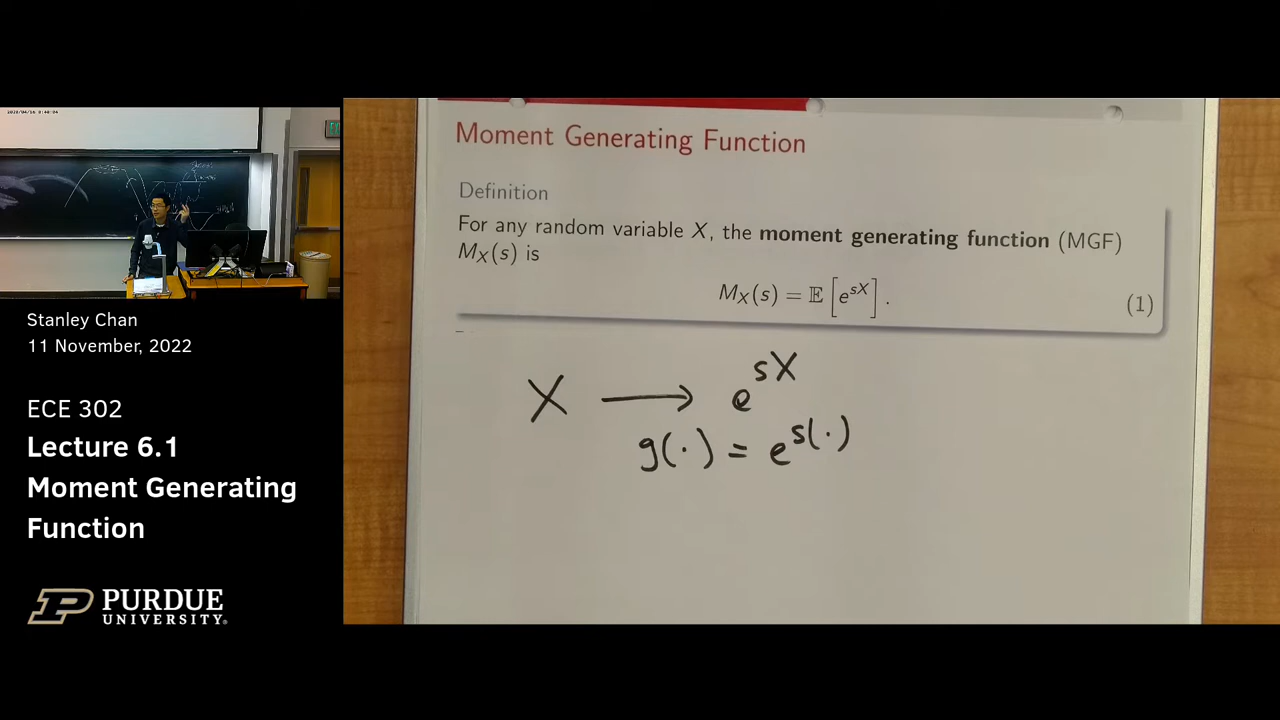 Stanley Chan
11 November, 2022
ECE 302
Lecture 6.1
Moment Generating
Function
PURDUE
UNIVERSITY.
Moment Generating Function
Definition
For any random variable X, the moment generating function (MGF)
M_X(s) is
M_X(s) = 𝔼 [e^{sX}] . (1)
X ⟶ e^{sX}
g(·) = e^{s(·)}